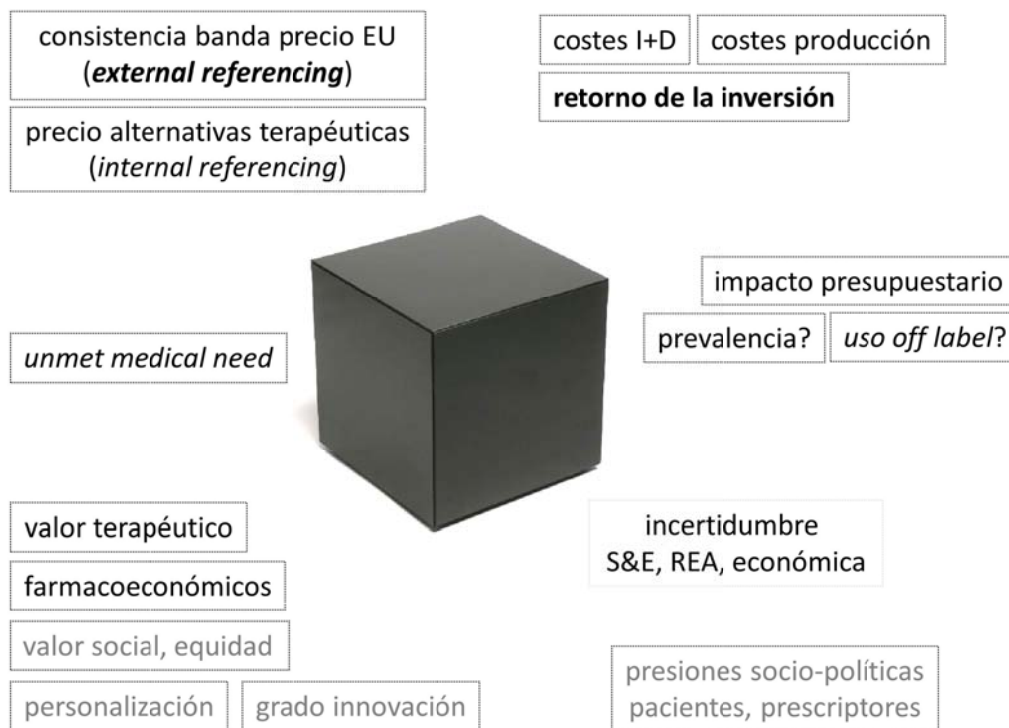 consistencia banda precio EU
(external referencing)
precio alternativas terapéuticas
(internal referencing)
costes I+D
costes producción
retorno de la inversión
unmet medical need
impacto presupuestario
prevalencia?
uso off label?
valor terapéutico
farmacoeconómicos
valor social, equidad
personalización
grado innovación
incertidumbre
S&E, REA, económica
presiones socio-políticas
pacientes, prescriptores